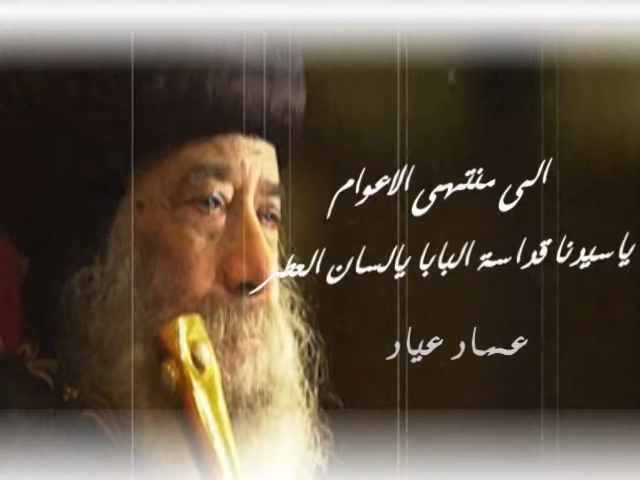 الى منتهى الاعوام
ياسيدنا قداسة البابا يالسان العطر
عماد عياد